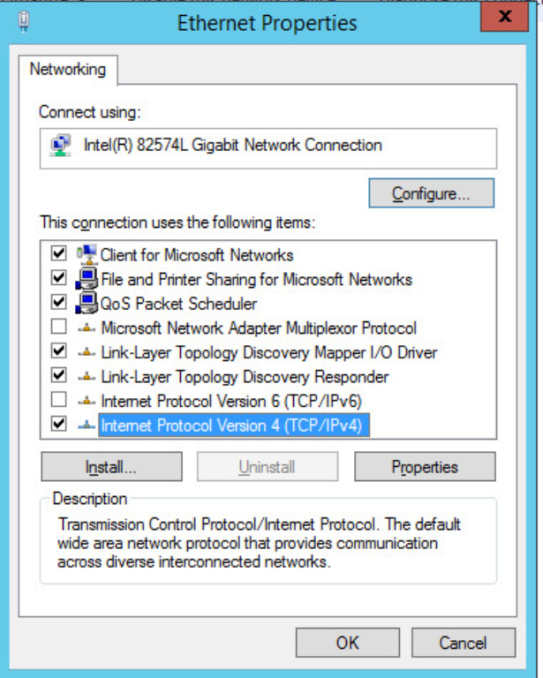 Ethernet Properties
x
Networking
Connect using:
Intel(R) 82574L Gigabit Network Connection
Configure...
This connection uses the following items:
Client for Microsoft Networks
File and Printer Sharing for Microsoft Networks
QoS Packet Scheduler
Microsoft Network Adapter Multiplexor Protocol
Link-Layer Topology Discovery Mapper I/O Driver
Link-Layer Topology Discovery Responder
Internet Protocol Version 6 (TCP/IPv6)
Internet Protocol Version 4 (TCP/IPv4)
Install... Uninstall Properties
Description
Transmission Control Protocol/Internet Protocol. The default
wide area network protocol that provides communication
across diverse interconnected networks.
OK Cancel